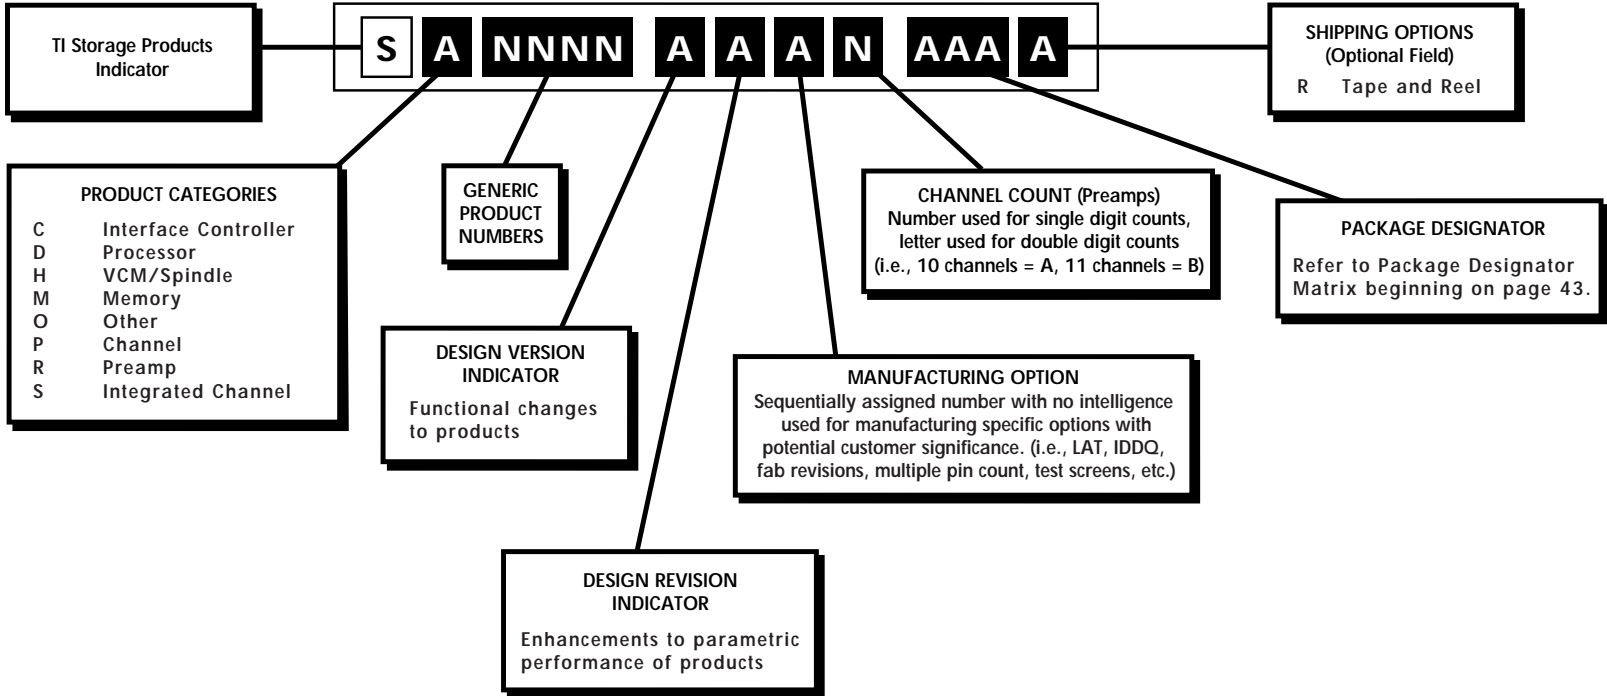 TI Storage Products
Indicator
S A NNNN A A A N AAA A
SHIPPING OPTIONS
(Optional Field)
R Tape and Reel
PRODUCT CATEGORIES
C Interface Controller
D Processor
H VCM/Spindle
M Memory
O Other
P Channel
R Preamp
S Integrated Channel
GENERIC
PRODUCT
NUMBERS
CHANNEL COUNT (Preamps)
Number used for single digit counts,
letter used for double digit counts
(i.e., 10 channels = A, 11 channels = B)
PACKAGE DESIGNATOR
Refer to Package Designator
Matrix beginning on page 43.
DESIGN VERSION
INDICATOR
Functional changes
to products
MANUFACTURING OPTION
Sequentially assigned number with no intelligence
used for manufacturing specific options with
potential customer significance. (i.e., LAT, IDDQ,
fab revisions, multiple pin count, test screens, etc.)
DESIGN REVISION
INDICATOR
Enhancements to parametric
performance of products